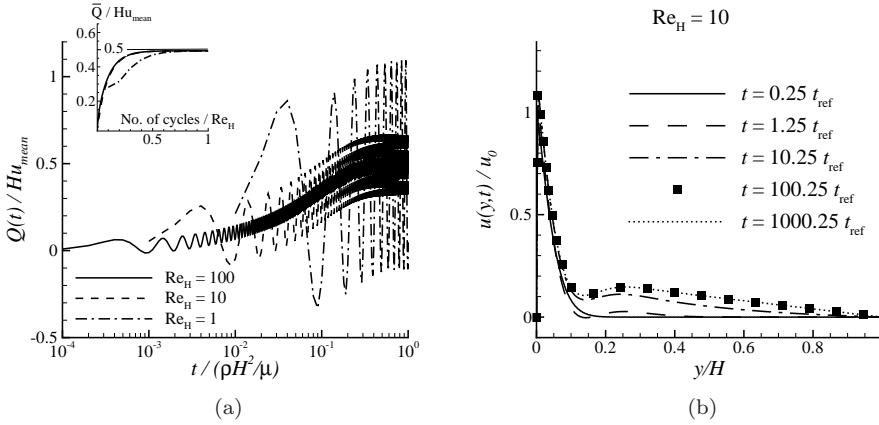 Q̅ / Hu_mean
0.6
0.5
0.4
0.2
No. of cycles / Re_H
0.5
1
1
0.5
0
-0.5
Q(t) / Hu_mean
Re_H = 100
Re_H = 10
Re_H = 1
10^-4
10^-3
10^-2
10^-1
10^0
t / (ρH^2/μ)
(a)
Re_H = 10
t = 0.25 t_ref
t = 1.25 t_ref
t = 10.25 t_ref
t = 100.25 t_ref
t = 1000.25 t_ref
1
0.5
0
u(y,t) / u_0
0
0.2
0.4
0.6
0.8
y/H
(b)